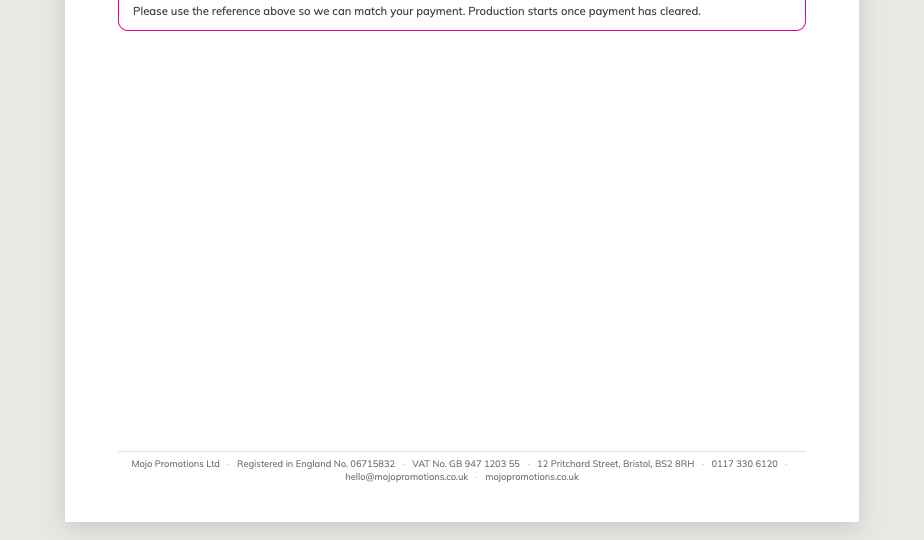 Please use the reference above so we can match your payment. Production starts once payment has cleared.
Mojo Promotions Ltd · Registered in England No. 06715832 · VAT No. GB 947 1203 55 · 12 Pritchard Street, Bristol, BS2 8RH · 0117 330 6120 ·
hello@mojopromotions.co.uk · mojopromotions.co.uk